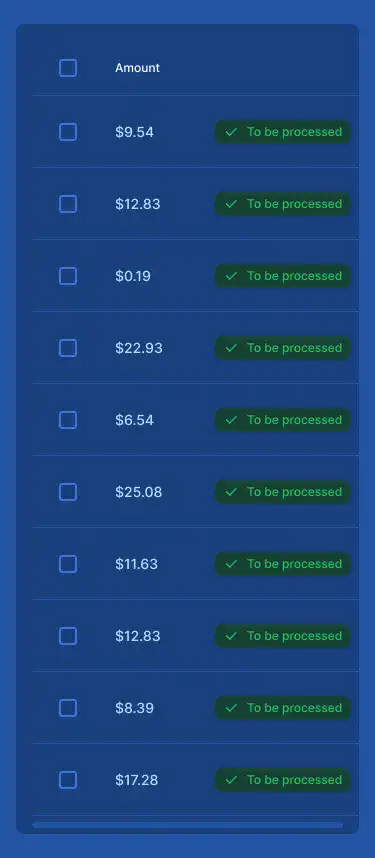 Amount
$9.54 To be processed
$12.83 To be processed
$0.19 To be processed
$22.93 To be processed
$6.54 To be processed
$25.08 To be processed
$11.63 To be processed
$12.83 To be processed
$8.39 To be processed
$17.28 To be processed